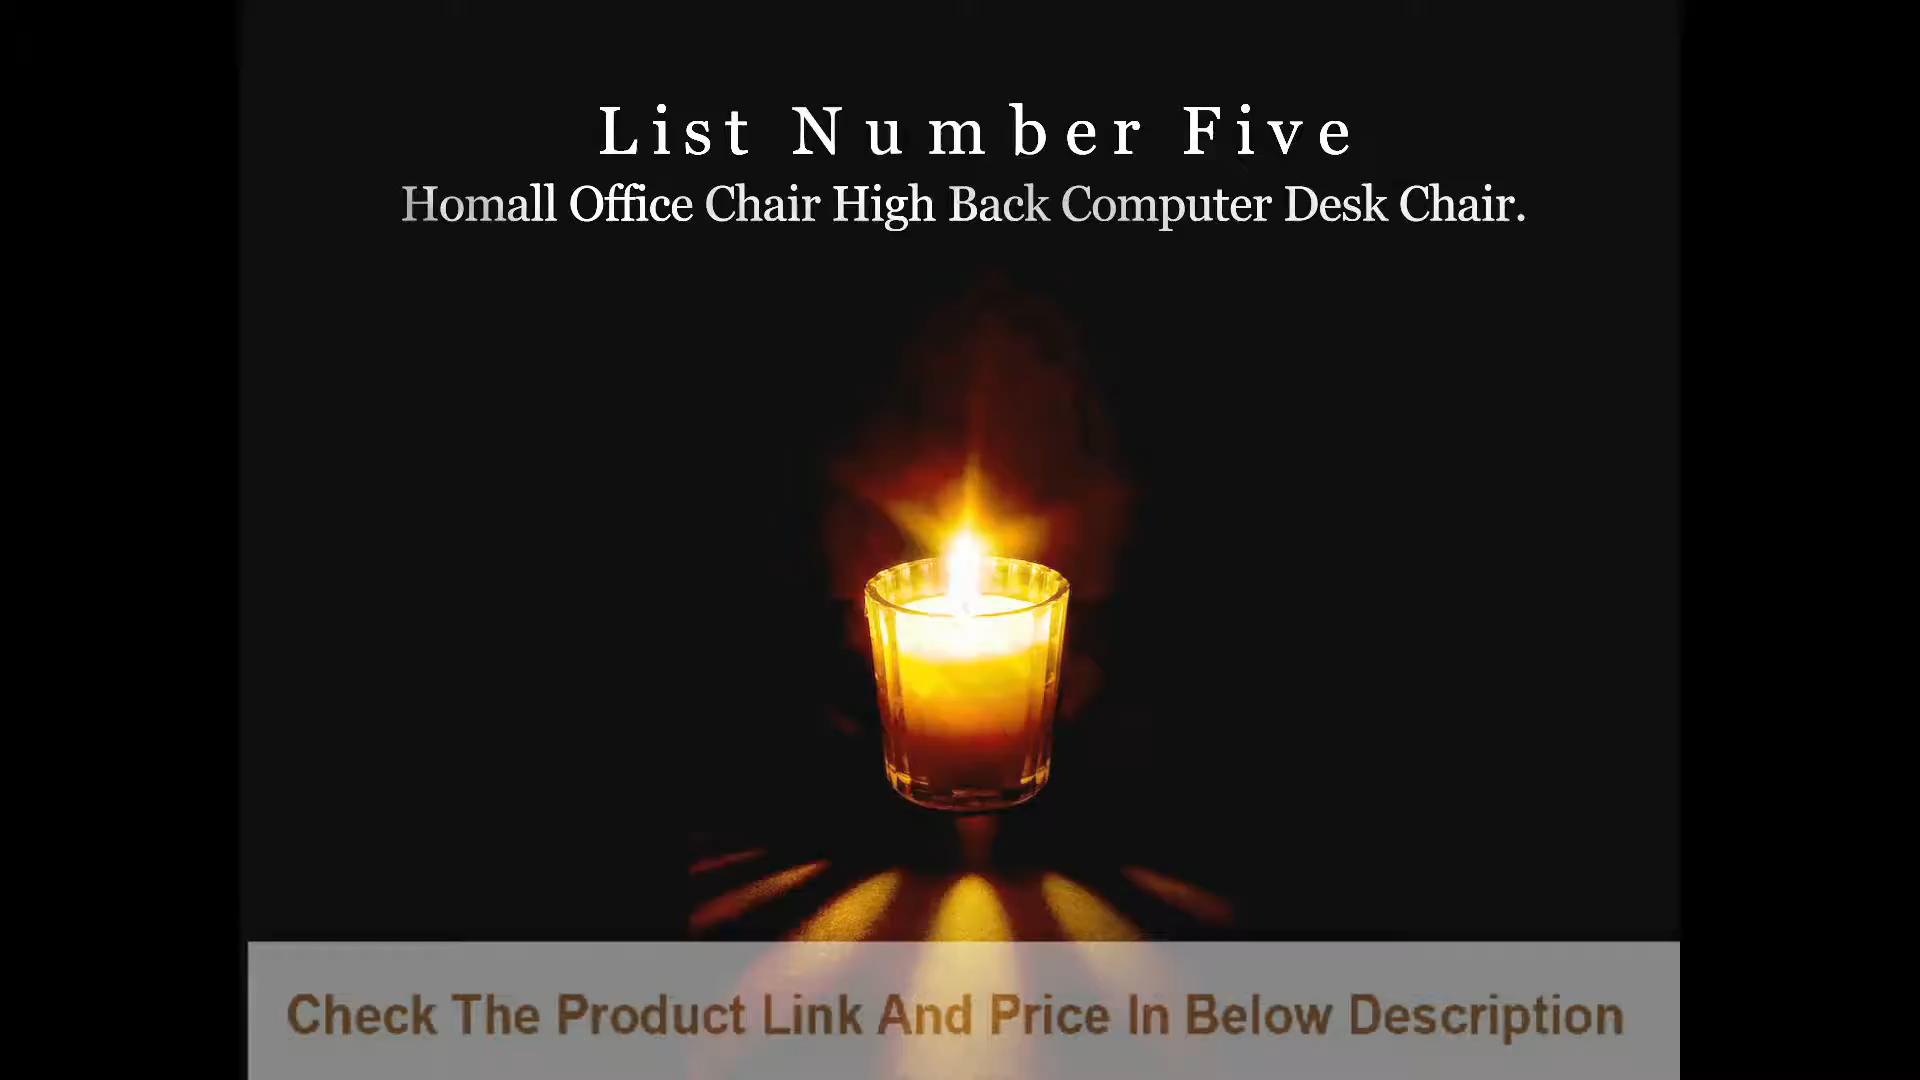 List Number Five
Homall Office Chair High Back Computer Desk Chair.
Check The Product Link And Price In Below Description